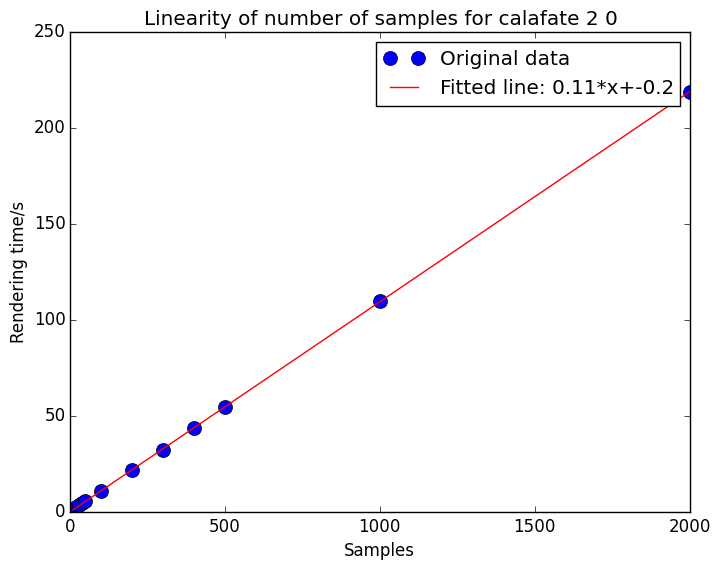 Linearity of number of samples for calafate 2 0
Original data
Fitted line: 0.11*x+-0.2
250
200
150
100
50
0
Rendering time/s
0 500 1000 1500 2000
Samples